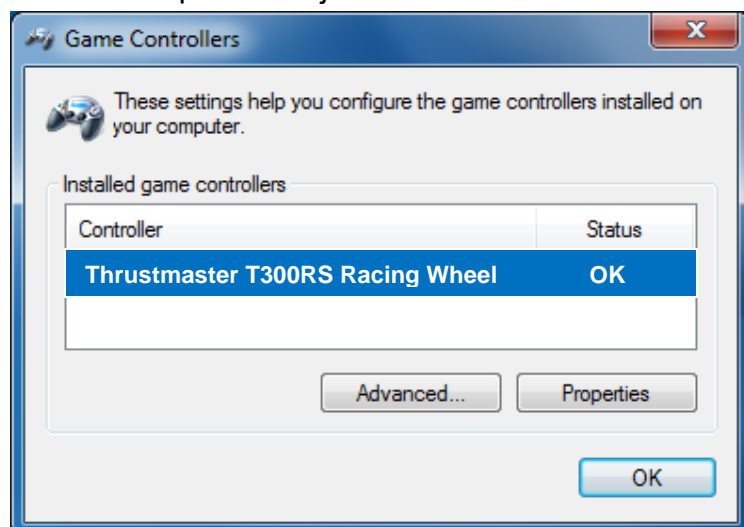 Game Controllers
These settings help you configure the game controllers installed on
your computer.
Installed game controllers
Controller Status
Thrustmaster T300RS Racing Wheel OK
Advanced... Properties
OK